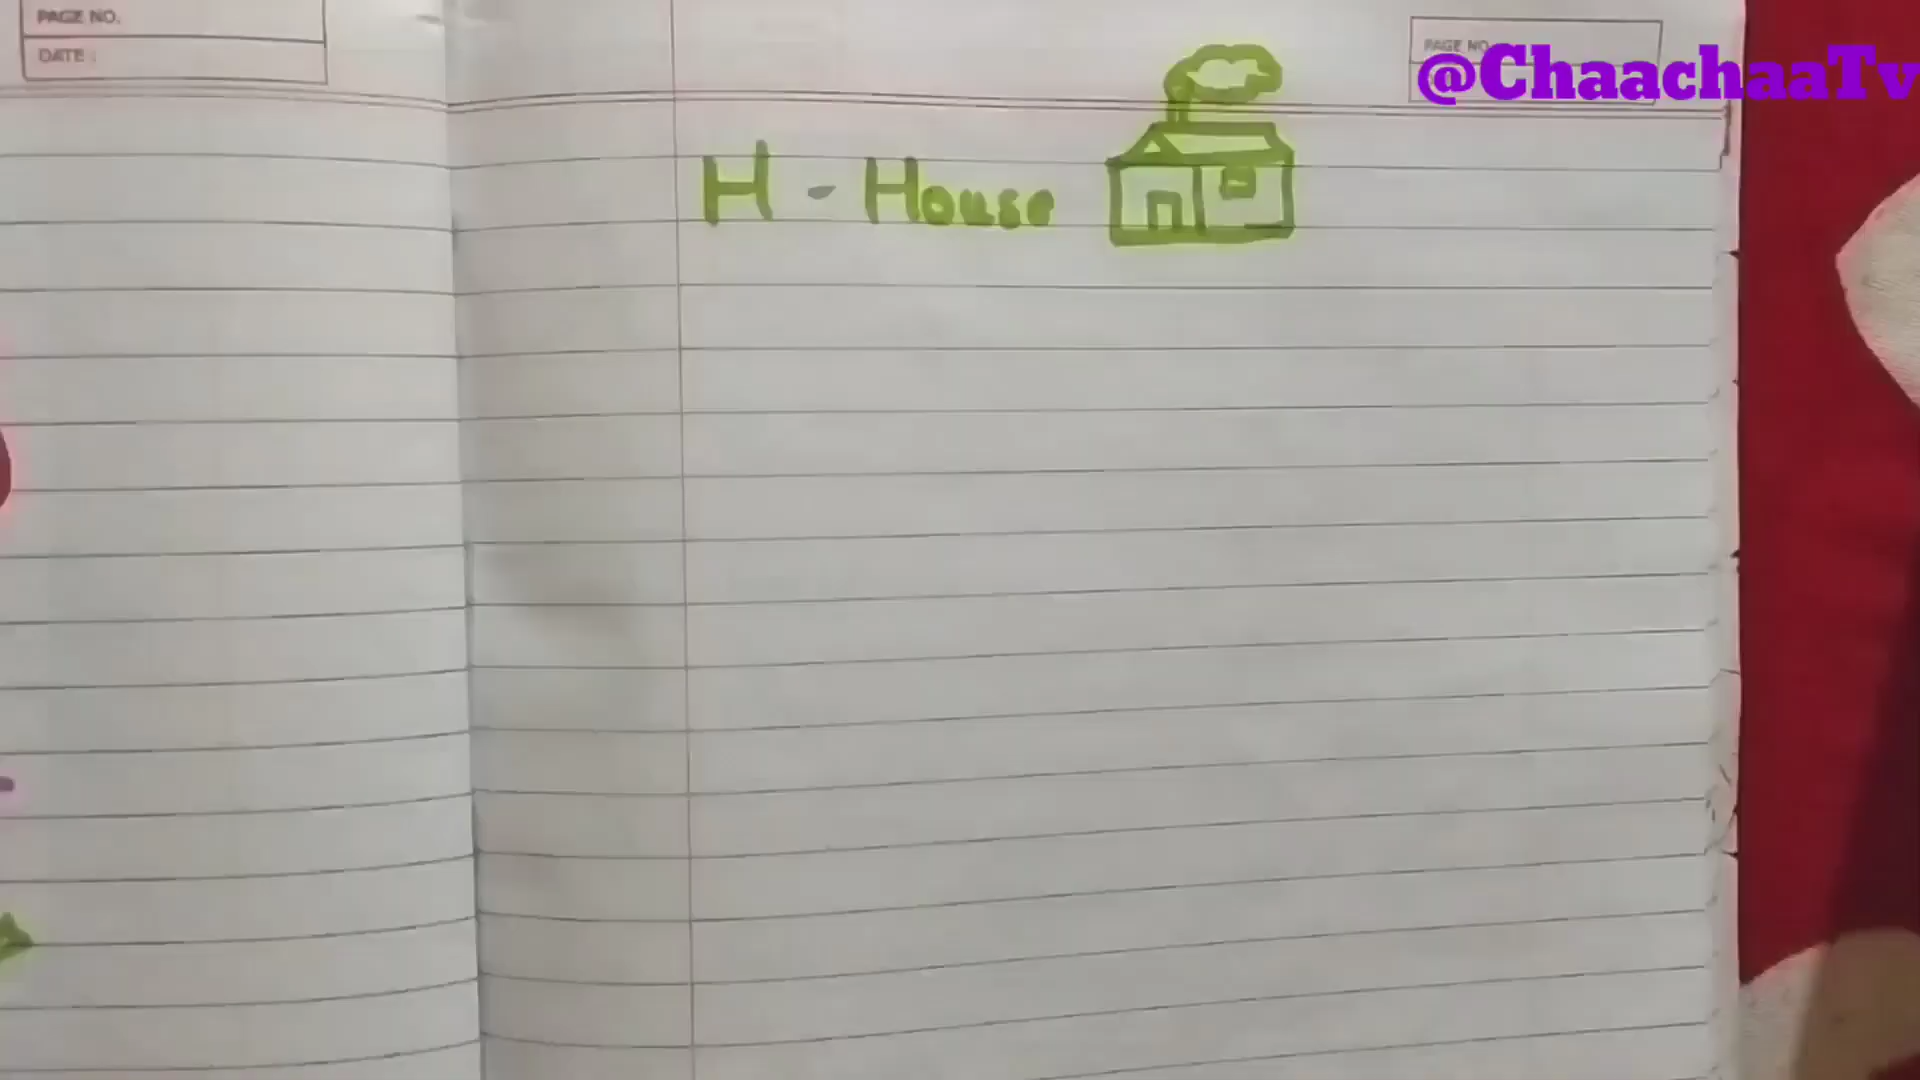 PAGE NO.
DATE :
PAGE NO.
@ChaachaaTv
H - House